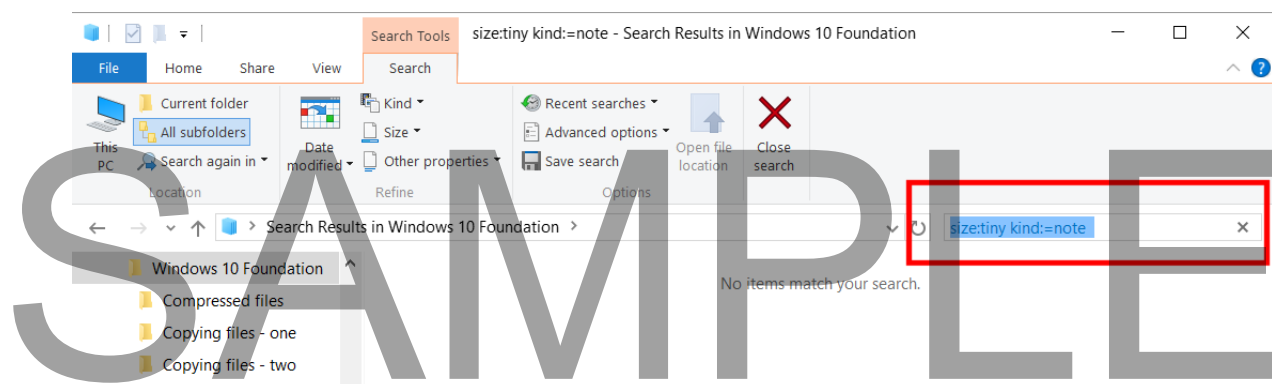 Search Tools size:tiny kind:=note - Search Results in Windows 10 Foundation
File Home Share View Search
Current folder
All subfolders
Search again in
This PC
Location
Date modified
Kind
Size
Other properties
Refine
Recent searches
Advanced options
Save search
Open file location
Options
Close search
Search Results in Windows 10 Foundation
size:tiny kind:=note
Windows 10 Foundation
No items match your search.
Compressed files
Copying files - one
Copying files - two
SAMPLE